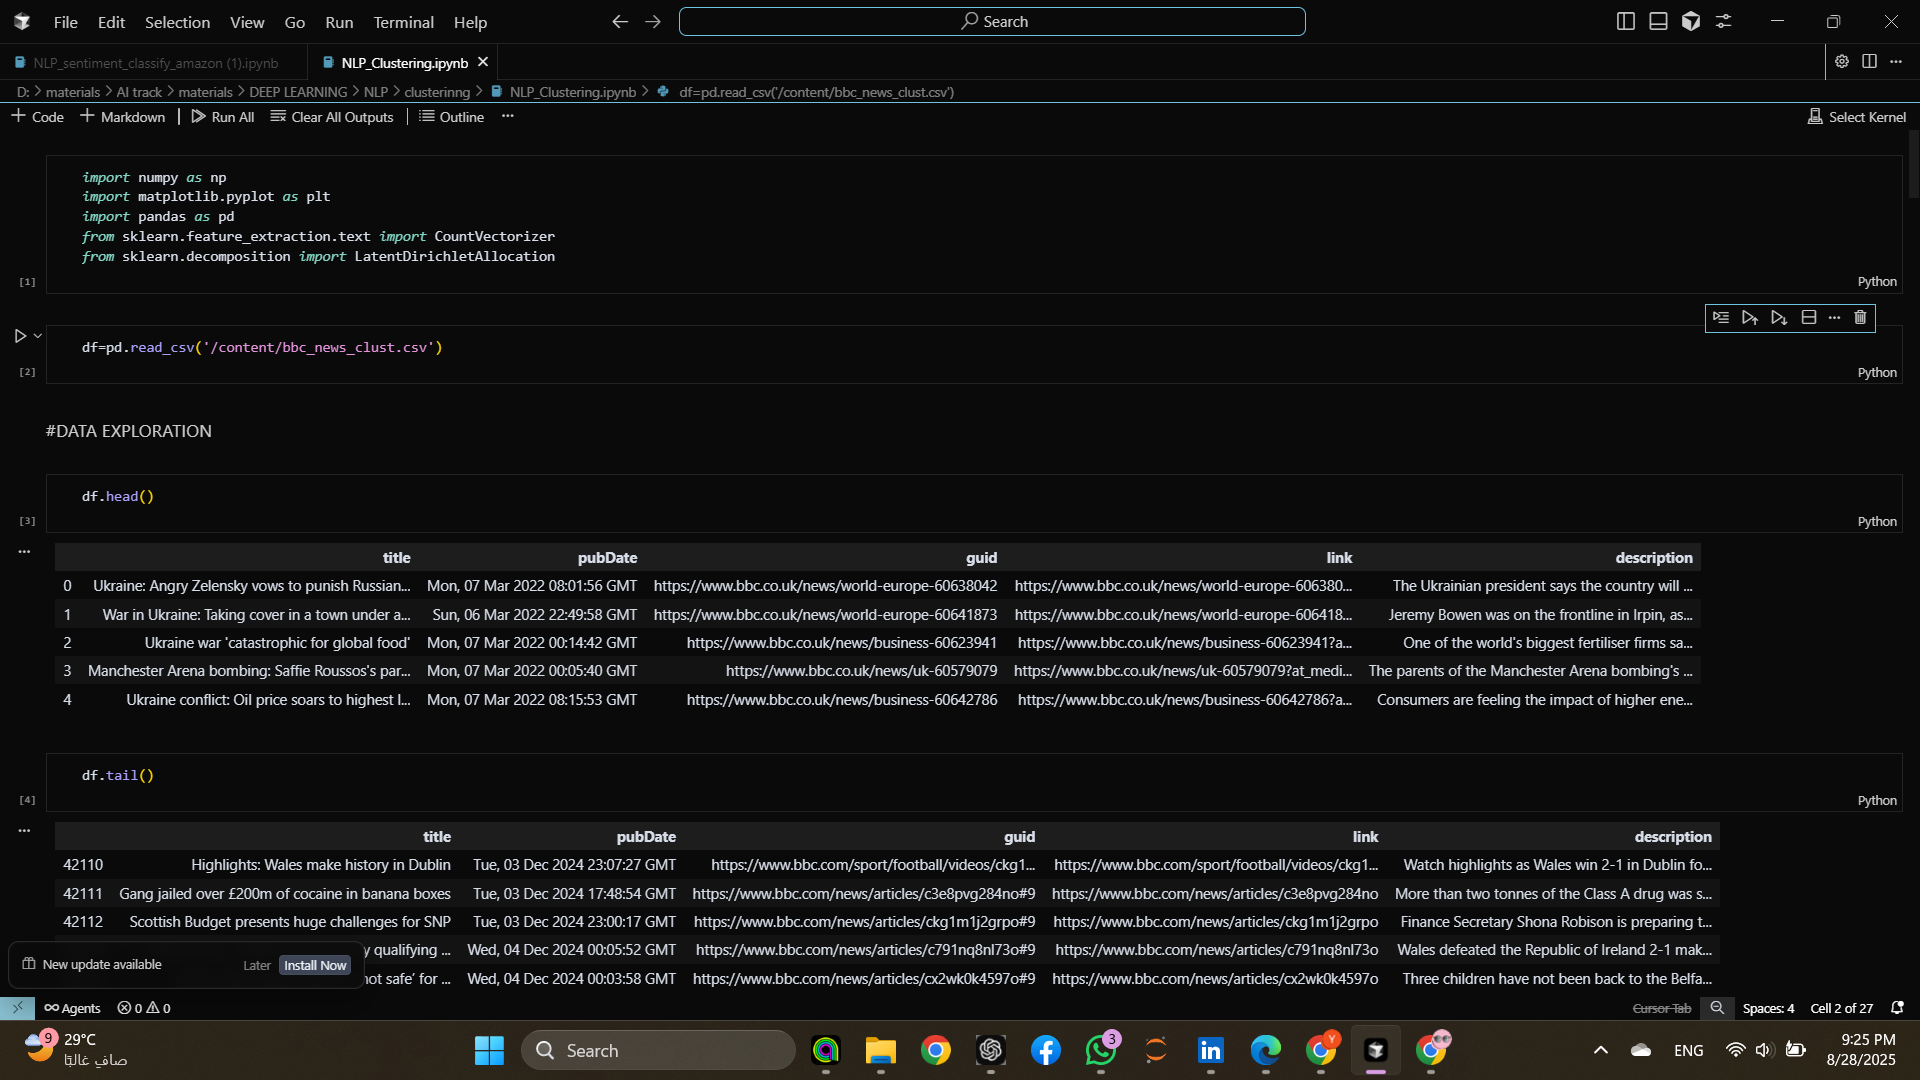 File Edit Selection View Go Run Terminal Help
Search
NLP_sentiment_classify_amazon (1).ipynb NLP_Clustering.ipynb
D: > materials > AI track > materials > DEEP LEARNING > NLP > clusterinng > NLP_Clustering.ipynb > df=pd.read_csv('/content/bbc_news_clust.csv')
+ Code + Markdown Run All Clear All Outputs Outline ... Select Kernel
import numpy as np
import matplotlib.pyplot as plt
import pandas as pd
from sklearn.feature_extraction.text import CountVectorizer
from sklearn.decomposition import LatentDirichletAllocation
[1] Python
df=pd.read_csv('/content/bbc_news_clust.csv')
[2] Python
#DATA EXPLORATION
df.head()
[3] Python
title pubDate guid link description
0 Ukraine: Angry Zelensky vows to punish Russian... Mon, 07 Mar 2022 08:01:56 GMT https://www.bbc.co.uk/news/world-europe-60638042 https://www.bbc.co.uk/news/world-europe-606380... The Ukrainian president says the country will ...
1 War in Ukraine: Taking cover in a town under a... Sun, 06 Mar 2022 22:49:58 GMT https://www.bbc.co.uk/news/world-europe-60641873 https://www.bbc.co.uk/news/world-europe-606418... Jeremy Bowen was on the frontline in Irpin, as...
2 Ukraine war 'catastrophic for global food' Mon, 07 Mar 2022 00:14:42 GMT https://www.bbc.co.uk/news/business-60623941 https://www.bbc.co.uk/news/business-60623941?a... One of the world's biggest fertiliser firms sa...
3 Manchester Arena bombing: Saffie Roussos's par... Mon, 07 Mar 2022 00:05:40 GMT https://www.bbc.co.uk/news/uk-60579079 https://www.bbc.co.uk/news/uk-60579079?at_medi... The parents of the Manchester Arena bombing's ...
4 Ukraine conflict: Oil price soars to highest l... Mon, 07 Mar 2022 08:15:53 GMT https://www.bbc.co.uk/news/business-60642786 https://www.bbc.co.uk/news/business-60642786?a... Consumers are feeling the impact of higher ene...
df.tail()
[4] Python
title pubDate guid link description
42110 Highlights: Wales make history in Dublin Tue, 03 Dec 2024 23:07:27 GMT https://www.bbc.com/sport/football/videos/ckg1... https://www.bbc.com/sport/football/videos/ckg1... Watch highlights as Wales win 2-1 in Dublin fo...
42111 Gang jailed over £200m of cocaine in banana boxes Tue, 03 Dec 2024 17:48:54 GMT https://www.bbc.com/news/articles/c3e8pvg284no#9 https://www.bbc.com/news/articles/c3e8pvg284no More than two tonnes of the Class A drug was s...
42112 Scottish Budget presents huge challenges for SNP Tue, 03 Dec 2024 23:00:17 GMT https://www.bbc.com/news/articles/ckg1m1j2grpo#9 https://www.bbc.com/news/articles/ckg1m1j2grpo Finance Secretary Shona Robison is preparing t...
y qualifying ... Wed, 04 Dec 2024 00:05:52 GMT https://www.bbc.com/news/articles/c791nq8nl73o#9 https://www.bbc.com/news/articles/c791nq8nl73o Wales defeated the Republic of Ireland 2-1 mak...
not safe' for ... Wed, 04 Dec 2024 00:03:58 GMT https://www.bbc.com/news/articles/cx2wk0k4597o#9 https://www.bbc.com/news/articles/cx2wk0k4597o Three children have not been back to the Belfa...
New update available Later Install Now
Agents 0 0 Cursor Tab Spaces: 4 Cell 2 of 27
9 29°C
صافٍ غالبًا
Search
3
Y
ENG
9:25 PM
8/28/2025